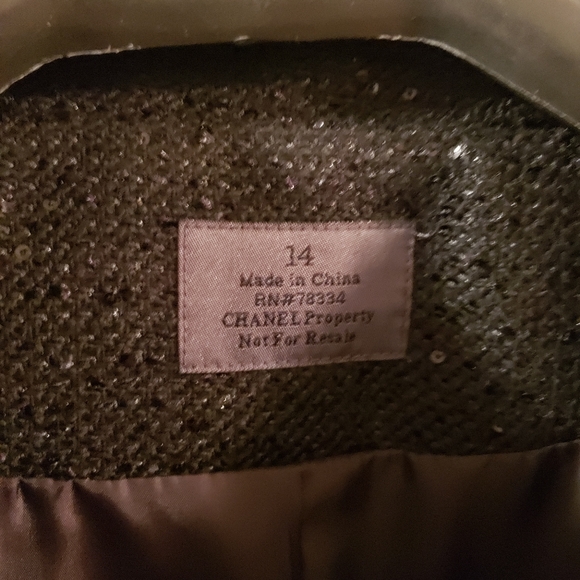 14
Made in China
RN#78334
CHANEL Property
Not For Resale